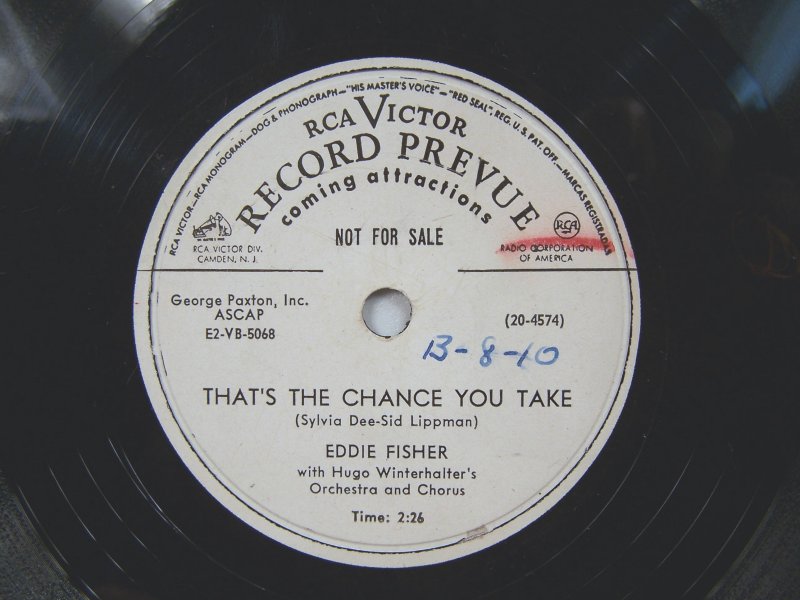 RCA VICTOR—RCA MONOGRAM—DOG & PHONOGRAPH—"HIS MASTER'S VOICE"—"RED SEAL", REG. U.S. PAT. OFF.—MARCAS REGISTRADAS
RCA VICTOR
RECORD PREVUE
coming attractions
NOT FOR SALE
RCA VICTOR DIV.
CAMDEN, N. J.
RCA
RADIO CORPORATION
OF AMERICA
George Paxton, Inc.
ASCAP
E2-VB-5068
(20-4574)
B-8-10
THAT'S THE CHANCE YOU TAKE
(Sylvia Dee-Sid Lippman)
EDDIE FISHER
with Hugo Winterhalter's
Orchestra and Chorus
Time: 2:26